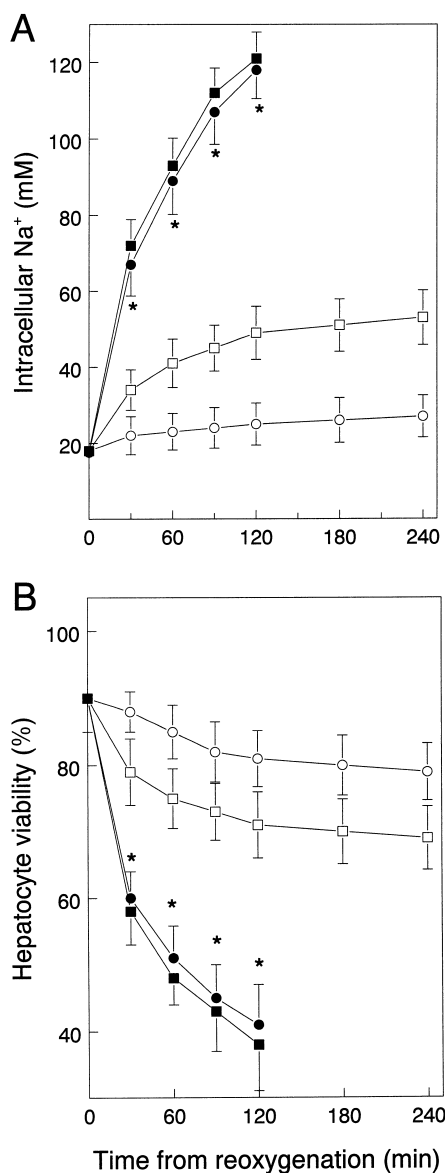 A
Intracellular Na⁺ (mM)
120
100
80
60
40
20
*
*
*
*
0 60 120 180 240
B
Hepatocyte viability (%)
100
80
60
40
*
*
*
*
0 60 120 180 240
Time from reoxygenation (min)